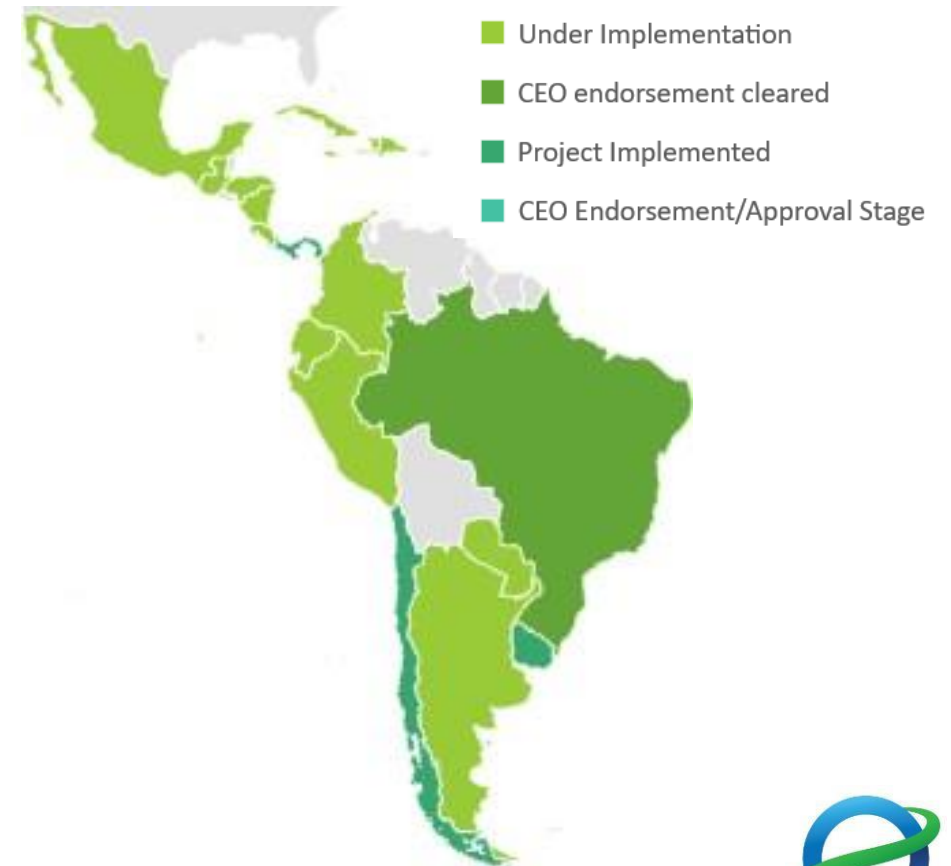 Under Implementation
CEO endorsement cleared
Project Implemented
CEO Endorsement/Approval Stage